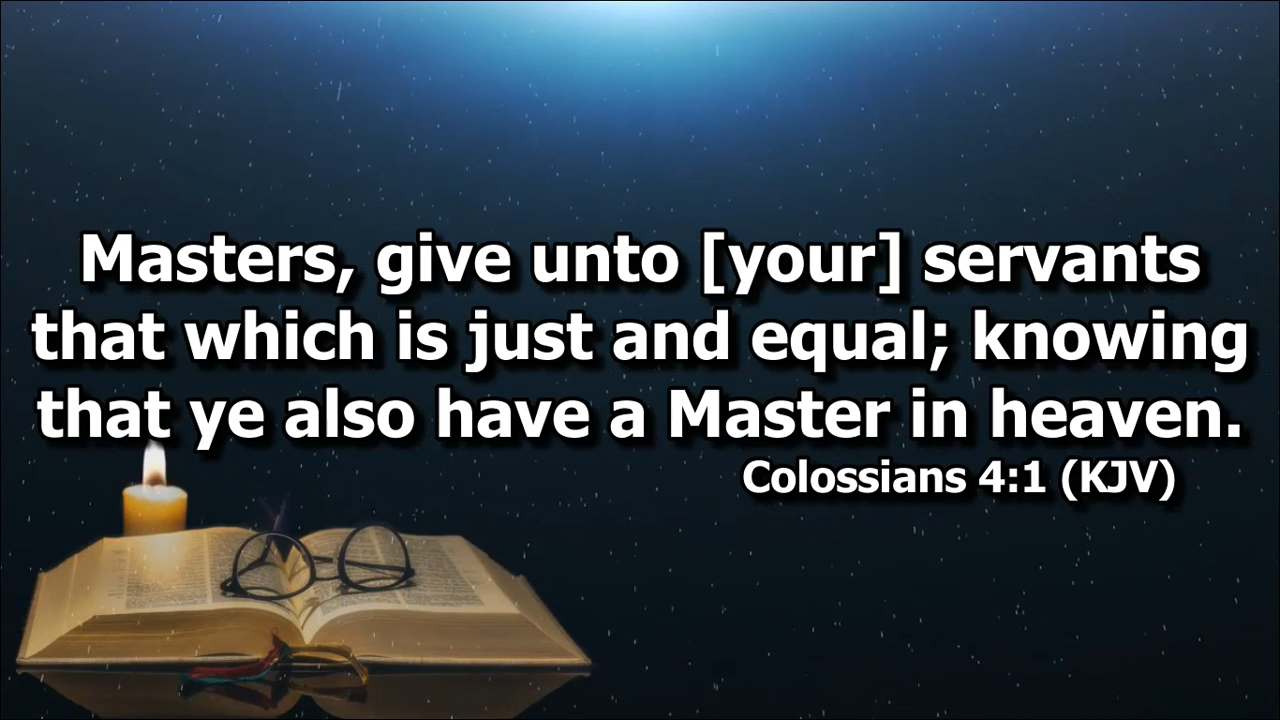 Masters, give unto [your] servants
that which is just and equal; knowing
that ye also have a Master in heaven.
Colossians 4:1 (KJV)